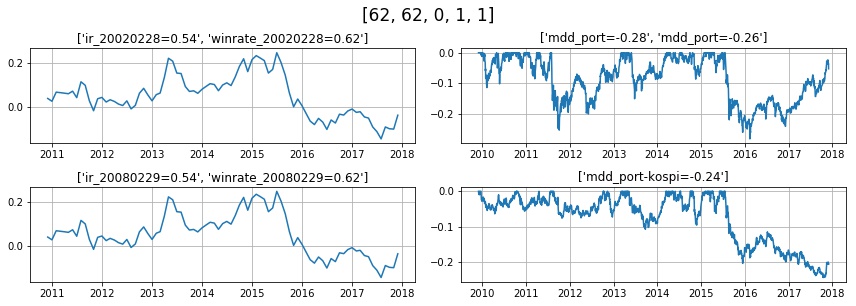 [62, 62, 0, 1, 1]
['ir_20020228=0.54', 'winrate_20020228=0.62']
0.2
0.0
2011 2012 2013 2014 2015 2016 2017 2018
['mdd_port=-0.28', 'mdd_port=-0.26']
0.0
−0.1
−0.2
2010 2011 2012 2013 2014 2015 2016 2017 2018
['ir_20080229=0.54', 'winrate_20080229=0.62']
0.2
0.0
2011 2012 2013 2014 2015 2016 2017 2018
['mdd_port-kospi=-0.24']
0.0
−0.1
−0.2
2010 2011 2012 2013 2014 2015 2016 2017 2018